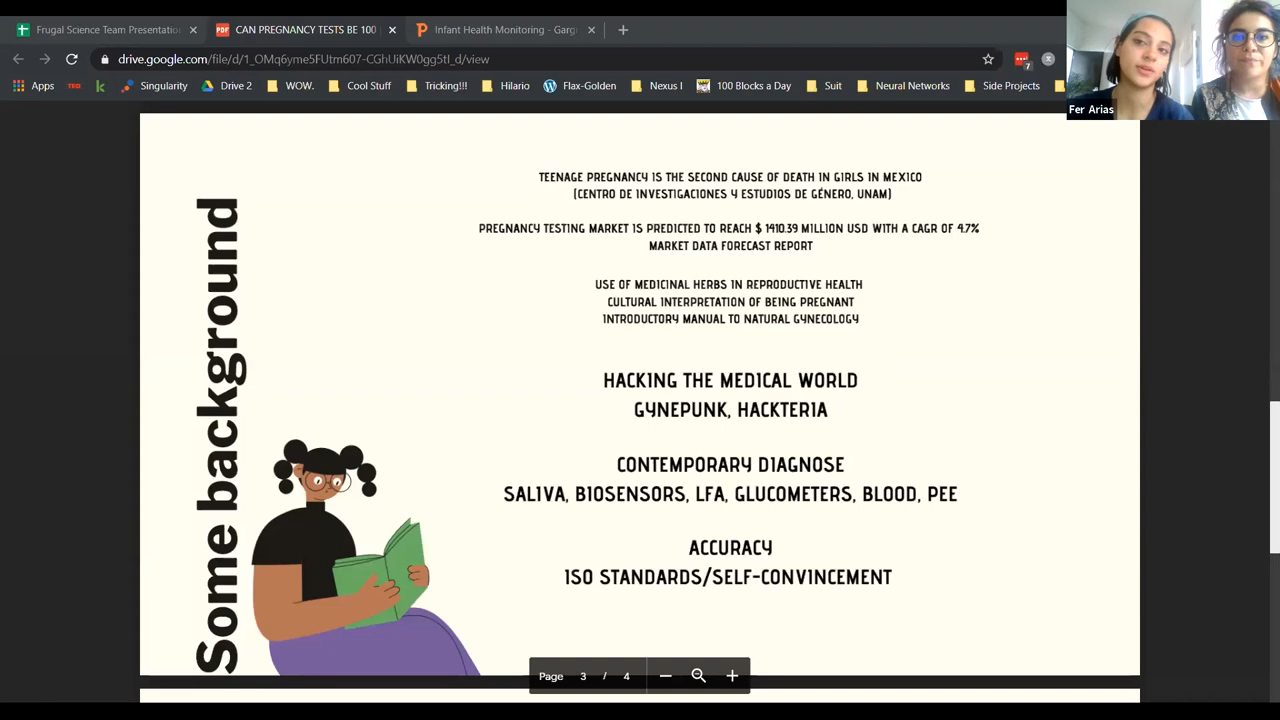 Frugal Science Team Presentatio
CAN PREGNANCY TESTS BE 100
Infant Health Monitoring - Garg
drive.google.com/file/d/1_OMq6yme5FUtm607-CGhUiKW0gg5tI_d/view
7
Apps
TED
k
Singularity
Drive 2
WOW.
Cool Stuff
Tricking!!!
Hilario
Flax-Golden
Nexus I
100 Blocks a Day
Suit
Neural Networks
Side Projects
Fer Arias
Some background
TEENAGE PREGNANCY IS THE SECOND CAUSE OF DEATH IN GIRLS IN MEXICO
(CENTRO DE INVESTIGACIONES Y ESTUDIOS DE GÉNERO, UNAM)
PREGNANCY TESTING MARKET IS PREDICTED TO REACH $ 1410.39 MILLION USD WITH A CAGR OF 4.7%
MARKET DATA FORECAST REPORT
USE OF MEDICINAL HERBS IN REPRODUCTIVE HEALTH
CULTURAL INTERPRETATION OF BEING PREGNANT
INTRODUCTORY MANUAL TO NATURAL GYNECOLOGY
HACKING THE MEDICAL WORLD
GYNEPUNK, HACKTERIA
CONTEMPORARY DIAGNOSE
SALIVA, BIOSENSORS, LFA, GLUCOMETERS, BLOOD, PEE
ACCURACY
ISO STANDARDS/SELF-CONVINCEMENT
Page 3 / 4